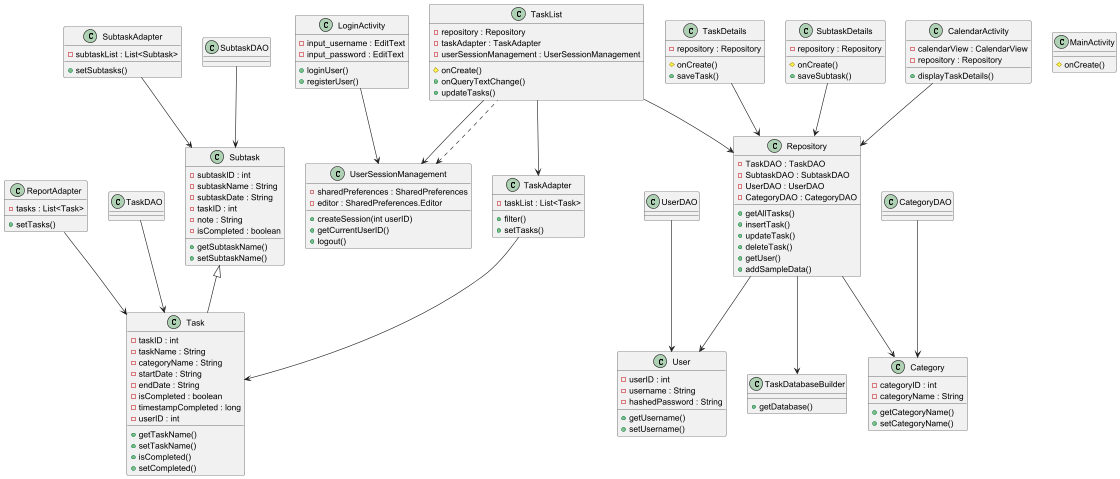 C SubtaskAdapter
subtaskList : List<Subtask>
setSubtasks()
C SubtaskDAO
C LoginActivity
input_username : EditText
input_password : EditText
loginUser()
registerUser()
C TaskList
repository : Repository
taskAdapter : TaskAdapter
userSessionManagement : UserSessionManagement
onCreate()
onQueryTextChange()
updateTasks()
C TaskDetails
repository : Repository
onCreate()
saveTask()
C SubtaskDetails
repository : Repository
onCreate()
saveSubtask()
C CalendarActivity
calendarView : CalendarView
repository : Repository
displayTaskDetails()
C MainActivity
onCreate()
C ReportAdapter
tasks : List<Task>
setTasks()
C TaskDAO
C Subtask
subtaskID : int
subtaskName : String
subtaskDate : String
taskID : int
note : String
isCompleted : boolean
getSubtaskName()
setSubtaskName()
C UserSessionManagement
sharedPreferences : SharedPreferences
editor : SharedPreferences.Editor
createSession(int userID)
getCurrentUserID()
logout()
C TaskAdapter
taskList : List<Task>
filter()
setTasks()
C UserDAO
C Repository
TaskDAO : TaskDAO
SubtaskDAO : SubtaskDAO
UserDAO : UserDAO
CategoryDAO : CategoryDAO
getAllTasks()
insertTask()
updateTask()
deleteTask()
getUser()
addSampleData()
C CategoryDAO
C Task
taskID : int
taskName : String
categoryName : String
startDate : String
endDate : String
isCompleted : boolean
timestampCompleted : long
userID : int
getTaskName()
setTaskName()
isCompleted()
setCompleted()
C User
userID : int
username : String
hashedPassword : String
getUsername()
setUsername()
C TaskDatabaseBuilder
getDatabase()
C Category
categoryID : int
categoryName : String
getCategoryName()
setCategoryName()